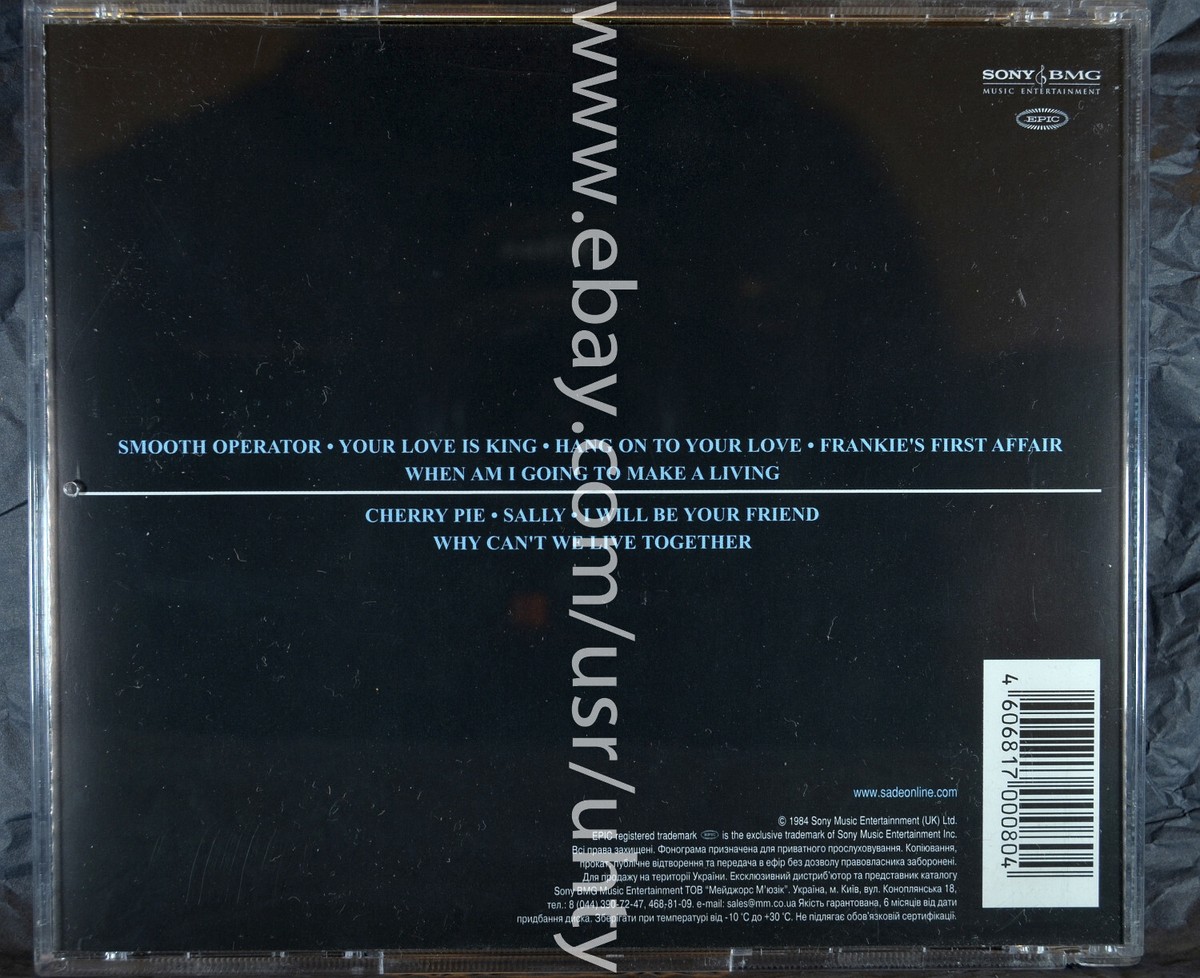 SONY BMG
MUSIC ENTERTAINMENT
EPIC
SMOOTH OPERATOR • YOUR LOVE IS KING • HANG ON TO YOUR LOVE • FRANKIE'S FIRST AFFAIR
WHEN AM I GOING TO MAKE A LIVING
CHERRY PIE • SALLY • I WILL BE YOUR FRIEND
WHY CAN'T WE LIVE TOGETHER
www.ebay.com/usr/uhty
4 606817 000804
www.sadeonline.com
© 1984 Sony Music Entertainnment (UK) Ltd.
EPIC registered trademark EPIC is the exclusive trademark of Sony Music Entertainment Inc.
Всі права захищені. Фонограма призначена для приватного прослуховування. Копіювання,
прокат, публічне відтворення та передача в ефір без дозволу правовласника заборонені.
Для продажу на території України. Ексклюзивний дистриб'ютор та представник каталогу
Sony BMG Music Entertainment ТОВ "Мейджорс М'юзік". Україна, м. Київ, вул. Коноплянська 18,
тел.: 8 (044) 390-72-47, 468-81-09. e-mail: sales@mm.co.ua Якість гарантована, 6 місяців від дати
придбання диска. Зберігати при температурі від -10 °C до +30 °C. Не підлягає обов'язковій сертифікації.